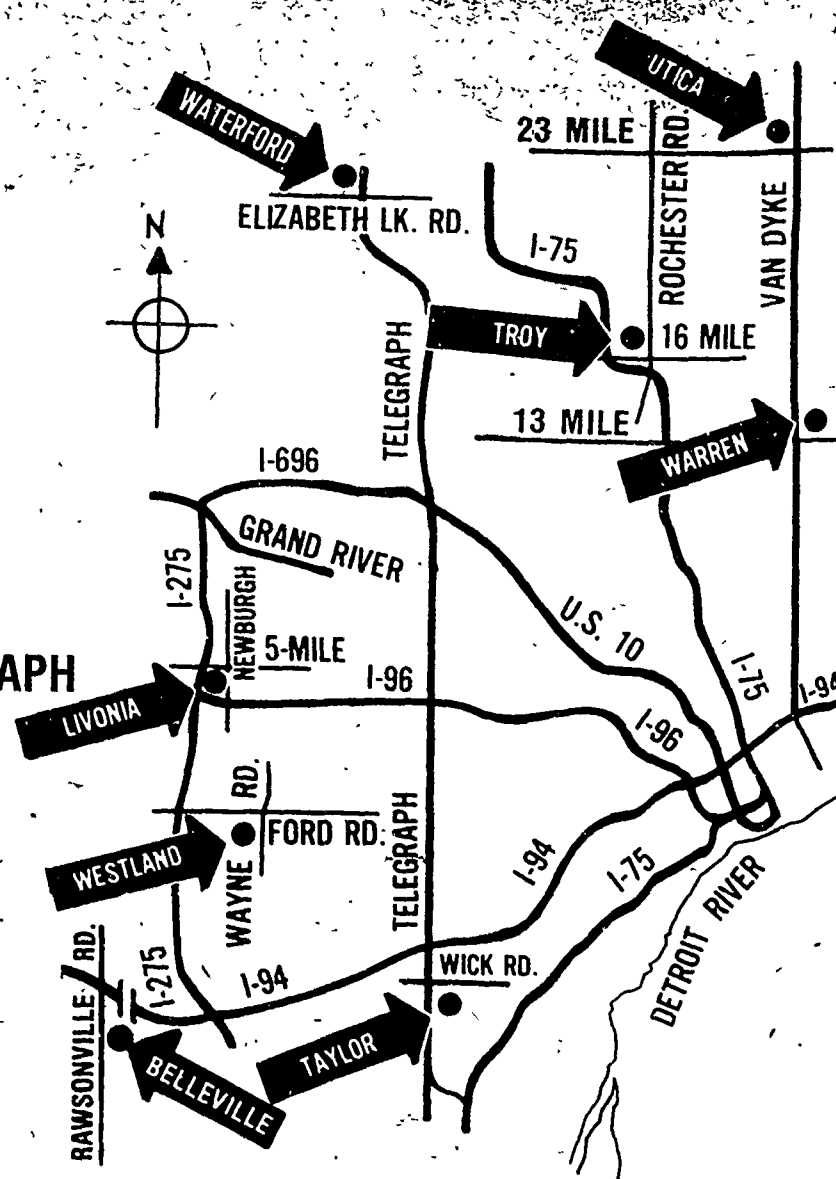 UTICA
WATERFORD
23 MILE
ROCHESTER RD.
VAN DYKE
N
ELIZABETH LK. RD.
I-75
TROY
16 MILE
TELEGRAPH
13 MILE
WARREN
I-696
GRAND RIVER
I-275
NEWBURGH
5-MILE
U.S. 10
APH
I-96
I-75
I-94
LIVONIA
I-96
WAYNE RD.
FORD RD.
TELEGRAPH
WESTLAND
I-94
I-75
DETROIT RIVER
RAWSONVILLE RD.
I-275
I-94
WICK RD.
TAYLOR
BELLEVILLE